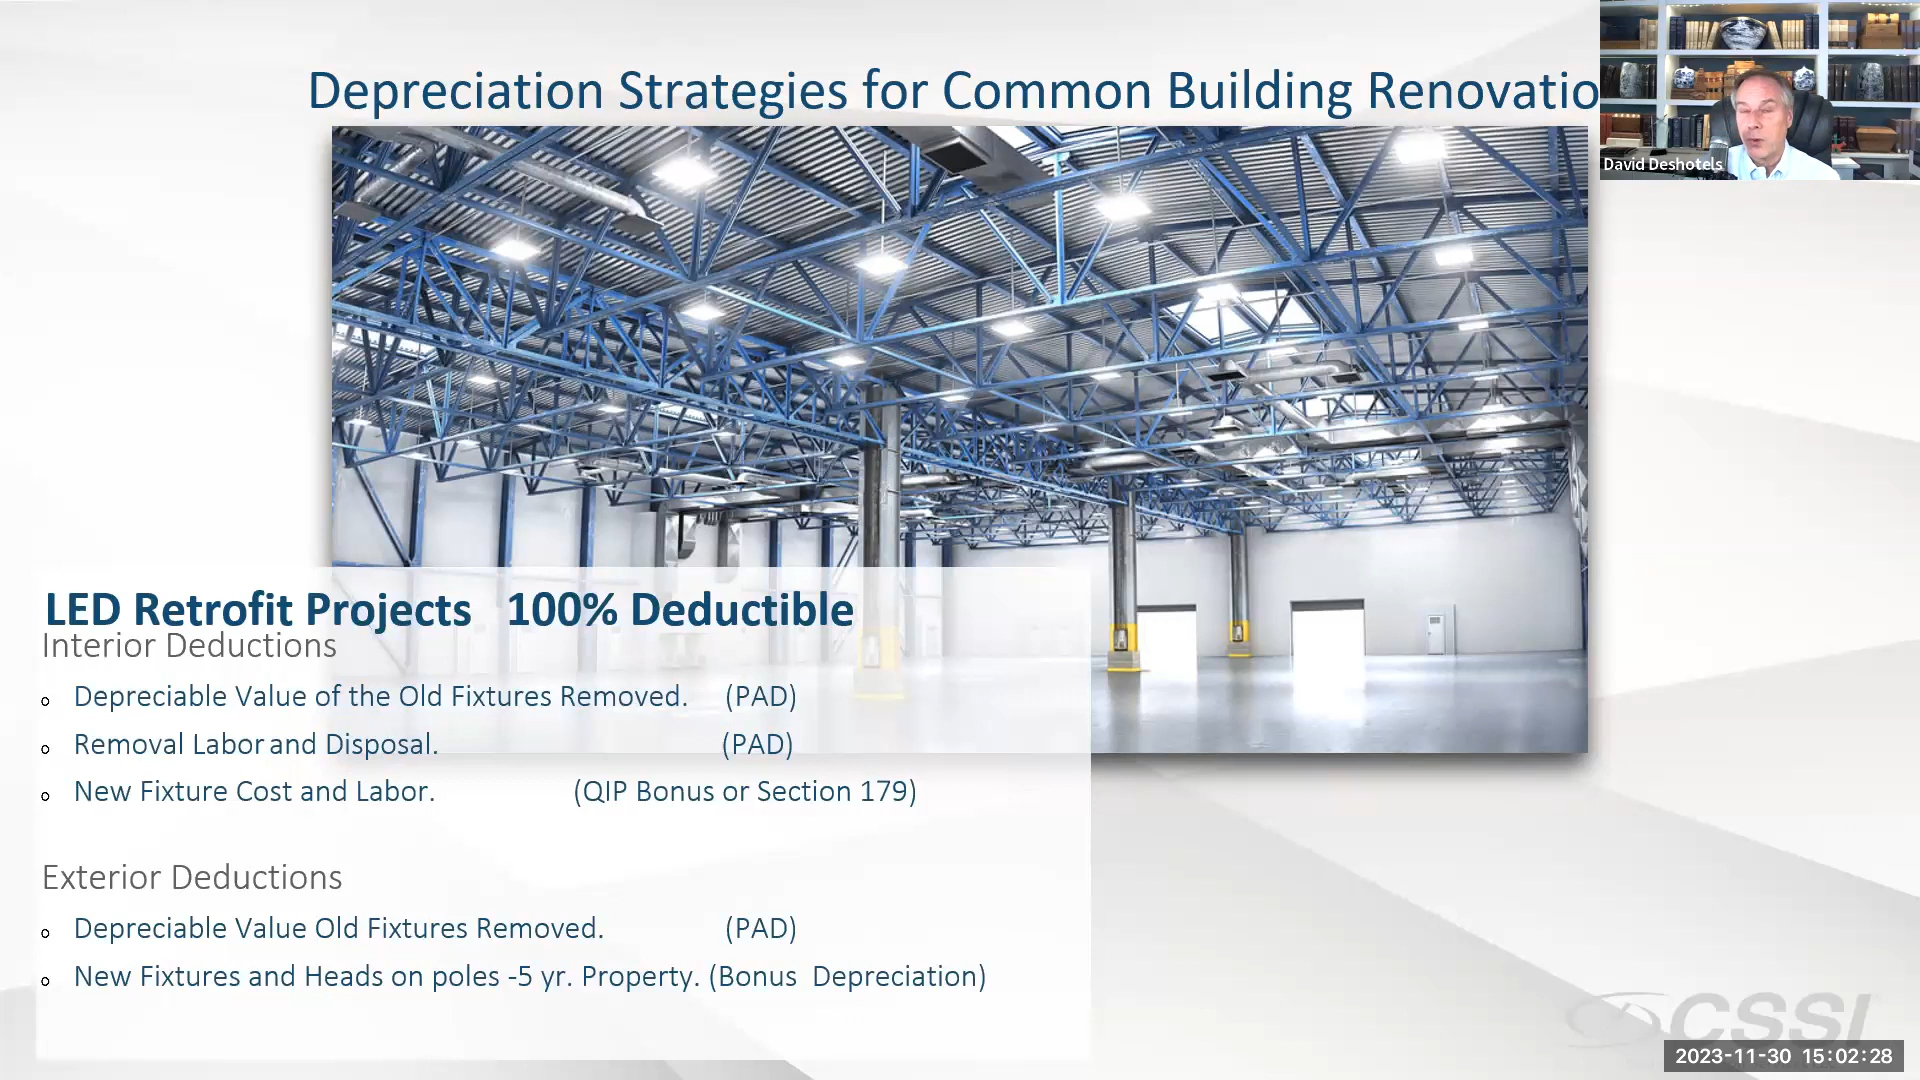 Depreciation Strategies for Common Building Renovatio
David Deshotels
LED Retrofit Projects 100% Deductible
Interior Deductions
o Depreciable Value of the Old Fixtures Removed. (PAD)
o Removal Labor and Disposal. (PAD)
o New Fixture Cost and Labor. (QIP Bonus or Section 179)
Exterior Deductions
o Depreciable Value Old Fixtures Removed. (PAD)
o New Fixtures and Heads on poles -5 yr. Property. (Bonus Depreciation)
CSSI
2023-11-30 15:02:28